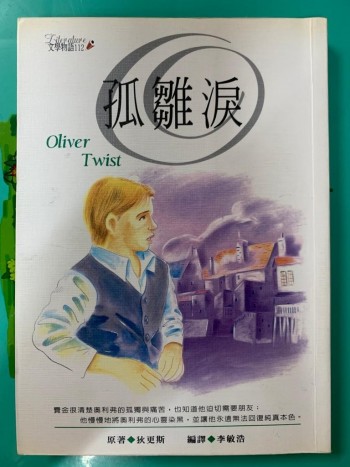 Literature
文學物語112
孤雛淚
Oliver
Twist
費金很清楚奧利弗的孤獨與痛苦，也知道他迫切需要朋友；
他慢慢地將奧利弗的心靈染黑，並讓他永遠無法回復純真本色。
原著◆狄更斯 編譯◆李敏浩